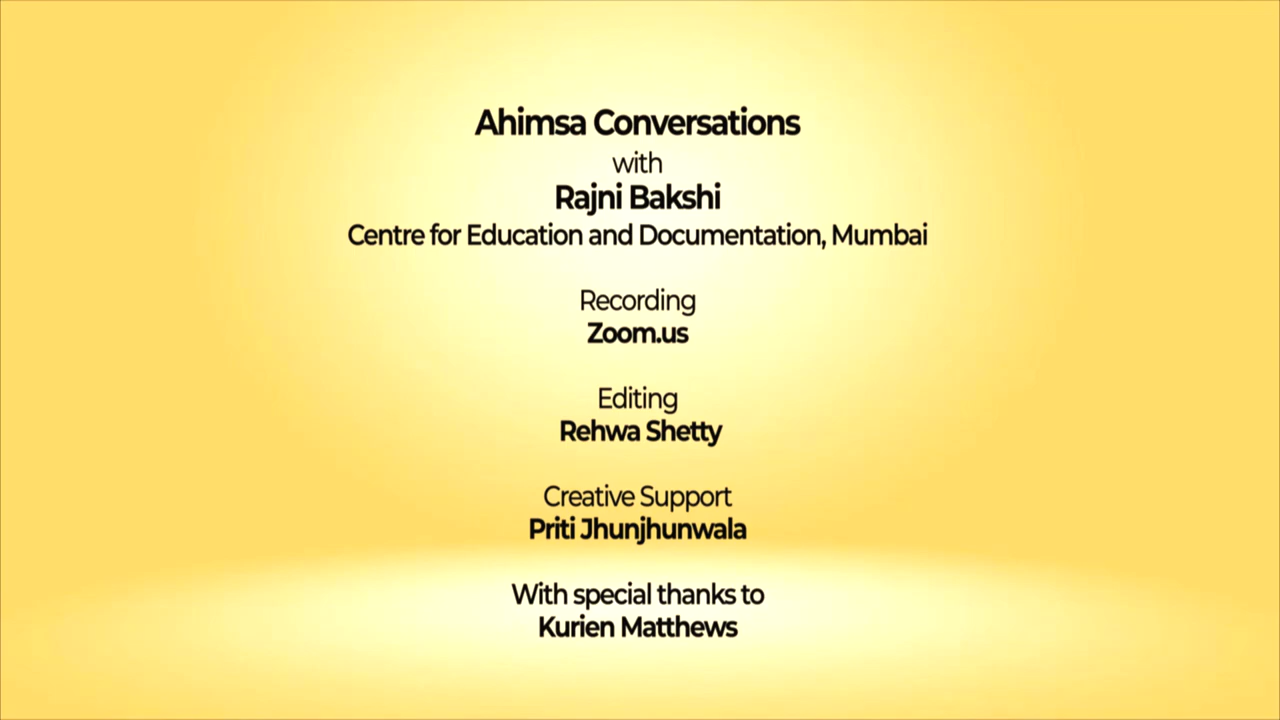 Ahimsa Conversations
with
Rajni Bakshi
Centre for Education and Documentation, Mumbai
Recording
Zoom.us
Editing
Rehwa Shetty
Creative Support
Priti Jhunjhunwala
With special thanks to
Kurien Matthews